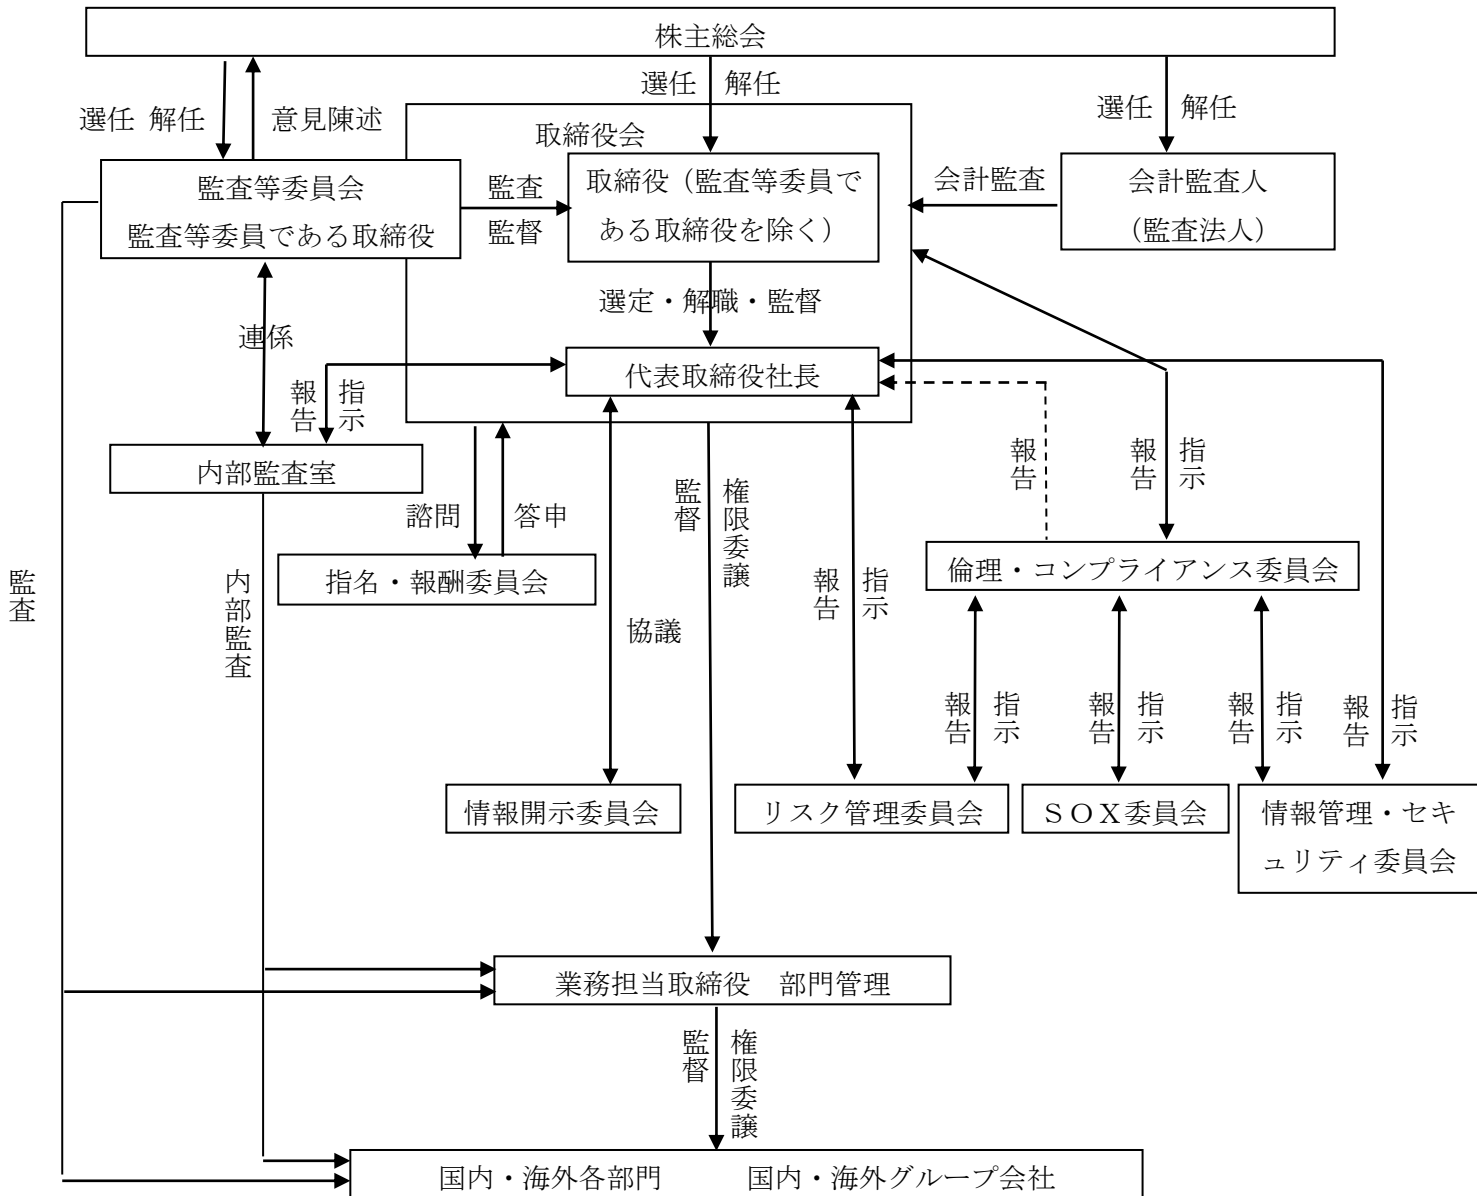 株主総会
選任 解任
意見陳述
選任 解任
選任 解任
取締役会
監査等委員会
監査等委員である取締役
監査
監督
取締役（監査等委員で
ある取締役を除く）
会計監査
会計監査人
（監査法人）
選定・解職・監督
連係
代表取締役社長
報告
指示
内部監査室
報告
報告
指示
諮問
答申
監督
権限委譲
指名・報酬委員会
倫理・コンプライアンス委員会
監査
内部監査
協議
報告
指示
報告
指示
報告
指示
報告
指示
報告
指示
情報開示委員会
リスク管理委員会
ＳＯＸ委員会
情報管理・セキ
ュリティ委員会
業務担当取締役　部門管理
監督
権限委譲
国内・海外各部門　　　国内・海外グループ会社